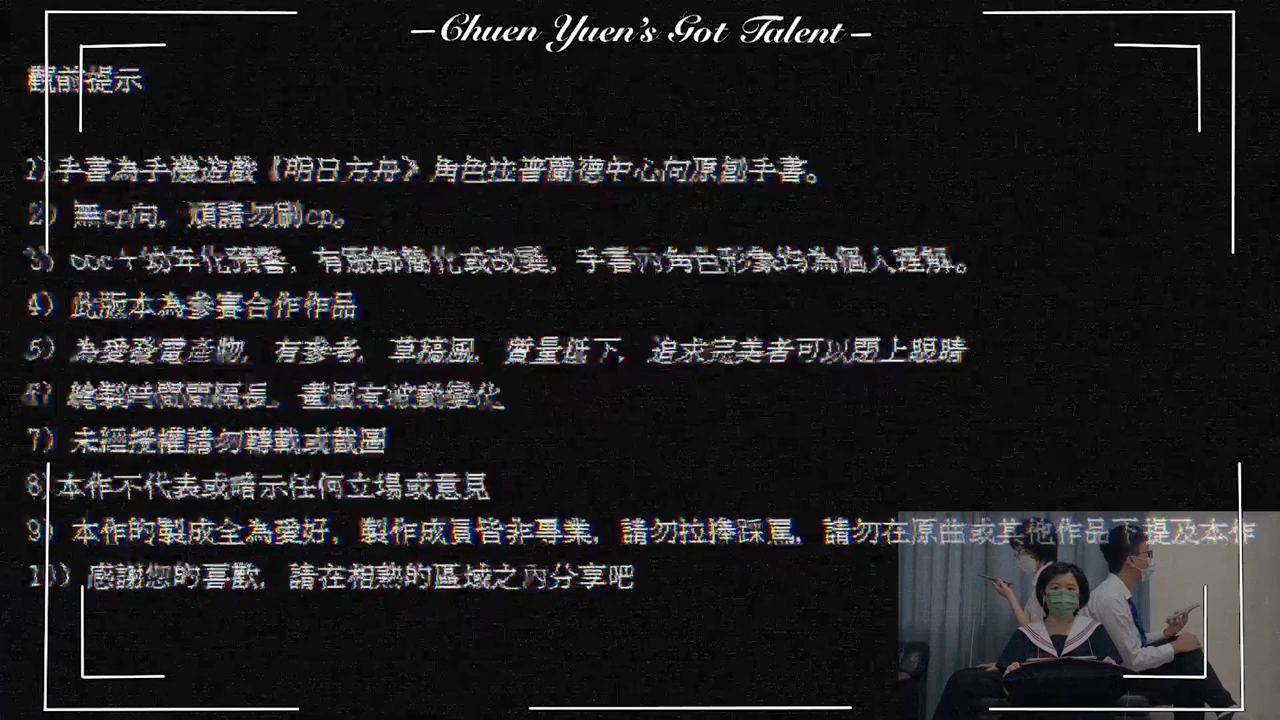 —Chuen Yuen's Got Talent—
觀前提示
1) 手書為手機遊戲《明日方舟》角色拉普蘭德中心向原創手書。
2) 無cp向，煩請勿刷cp。
3) ooc＋幼年化預警，有服飾簡化或改變，手書內角色形象均為個人理解。
4) 此版本為參賽合作作品
5) 為愛發電產物，有參考，草稿風，質量低下，追求完美者可以閉上眼睛
6) 繪製時間間隔長，畫風有波動變化
7) 未經授權請勿轉載或截圖
8) 本作不代表或暗示任何立場或意見
9) 本作的製成全為愛好，製作成員皆非專業，請勿拉捧踩罵，請勿在原曲或其他作品下提及本作
10) 感謝您的喜歡，請在相熟的區域之內分享吧